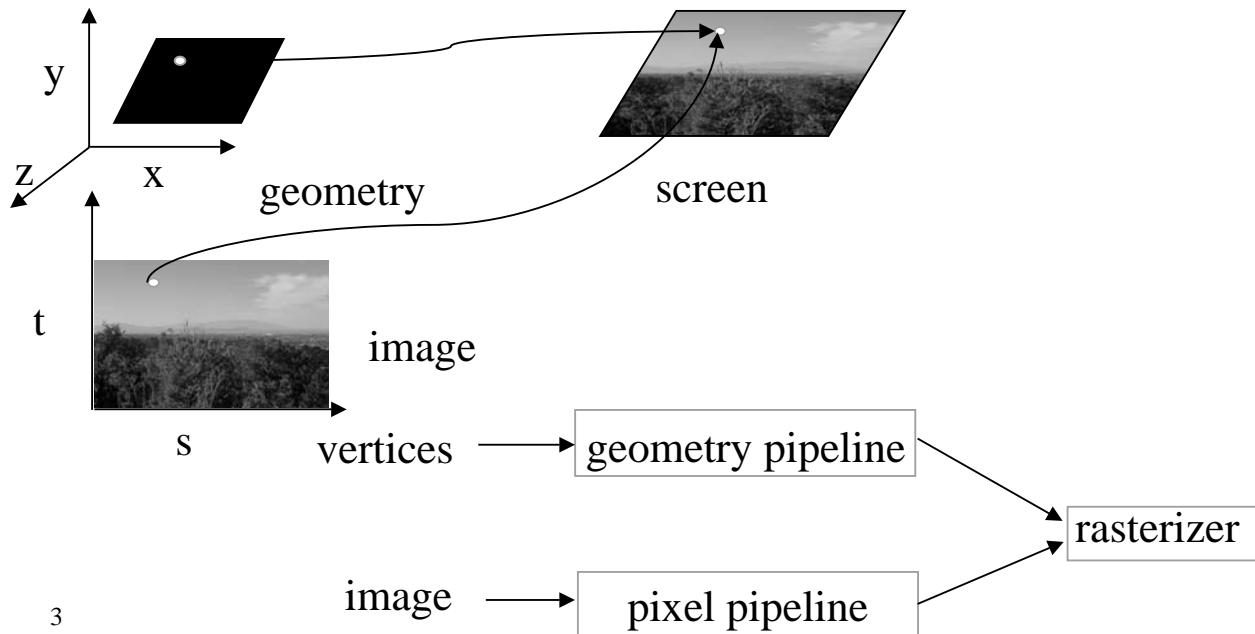 y
z
x
geometry
screen
t
image
s
vertices
geometry pipeline
rasterizer
image
pixel pipeline
3